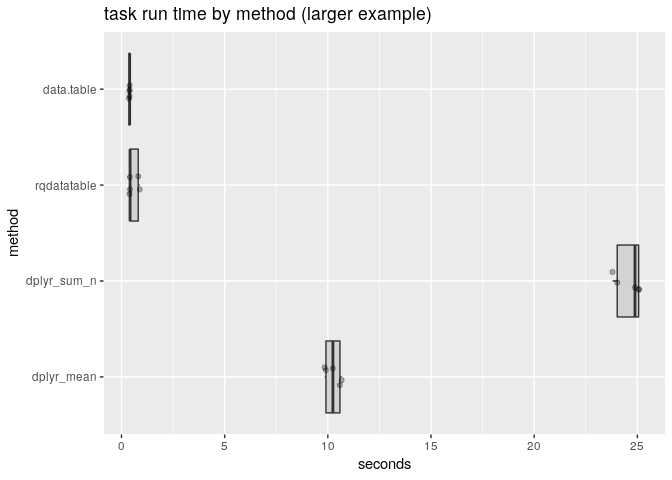 task run time by method (larger example)
data.table
rqdatatable
dplyr_sum_n
dplyr_mean
method
0 5 10 15 20 25
seconds